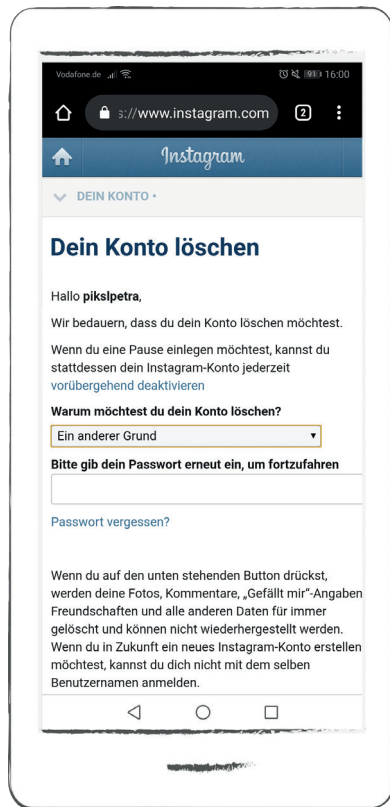 Vodafone.de 91 16:00
s://www.instagram.com 2
Instagram
DEIN KONTO •
Dein Konto löschen
Hallo pikslpetra,
Wir bedauern, dass du dein Konto löschen möchtest.
Wenn du eine Pause einlegen möchtest, kannst du
stattdessen dein Instagram-Konto jederzeit
vorübergehend deaktivieren
Warum möchtest du dein Konto löschen?
Ein anderer Grund
Bitte gib dein Passwort erneut ein, um fortzufahren
Passwort vergessen?
Wenn du auf den unten stehenden Button drückst,
werden deine Fotos, Kommentare, „Gefällt mir“-Angaben
Freundschaften und alle anderen Daten für immer
gelöscht und können nicht wiederhergestellt werden.
Wenn du in Zukunft ein neues Instagram-Konto erstellen
möchtest, kannst du dich nicht mit dem selben
Benutzernamen anmelden.